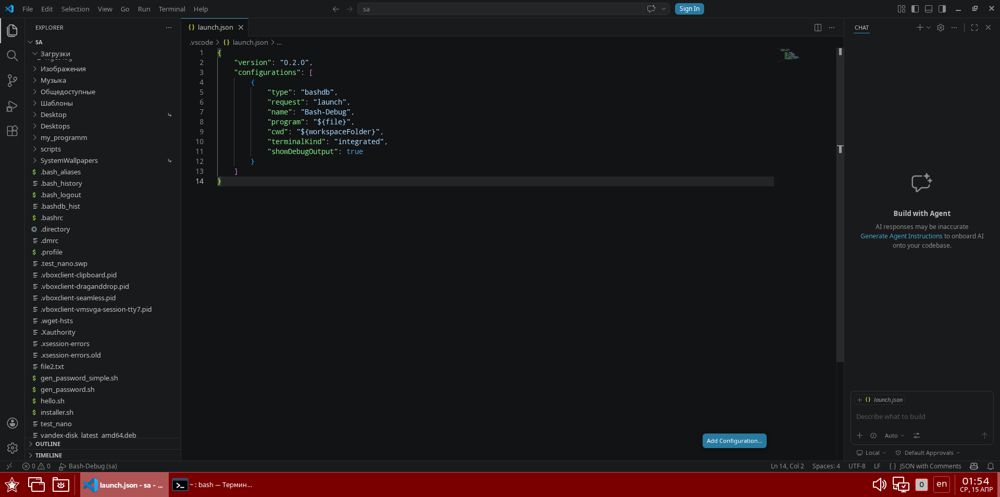 File Edit Selection View Go Run Terminal Help
sa
Sign In
EXPLORER
SA
Загрузки
Изображения
Музыка
Общедоступные
Шаблоны
Desktop
Desktops
my_programm
scripts
SystemWallpapers
.bash_aliases
.bash_history
.bash_logout
.bashdb_hist
.bashrc
.directory
.dmrc
.profile
.test_nano.swp
.vboxclient-clipboard.pid
.vboxclient-draganddrop.pid
.vboxclient-seamless.pid
.vboxclient-vmsvga-session-tty7.pid
.wget-hsts
.Xauthority
.xsession-errors
.xsession-errors.old
file2.txt
gen_password_simple.sh
gen_password.sh
hello.sh
installer.sh
test_nano
yandex-disk_latest_amd64.deb
OUTLINE
TIMELINE
{} launch.json
.vscode > {} launch.json > ...
1 {
2 "version": "0.2.0",
3 "configurations": [
4 {
5 "type": "bashdb",
6 "request": "launch",
7 "name": "Bash-Debug",
8 "program": "${file}",
9 "cwd": "${workspaceFolder}",
10 "terminalKind": "integrated",
11 "showDebugOutput": true
12 }
13 ]
14 }
Add Configuration...
CHAT
Build with Agent
AI responses may be inaccurate
Generate Agent Instructions to onboard AI
onto your codebase.
+ {} launch.json
Describe what to build
Auto
Local Default Approvals
0 0 Bash-Debug (sa)
Ln 14, Col 2 Spaces: 4 UTF-8 LF {} JSON with Comments
launch.json - sa - ...
~ : bash — Термин...
0
en
01:54
СР, 15 АПР